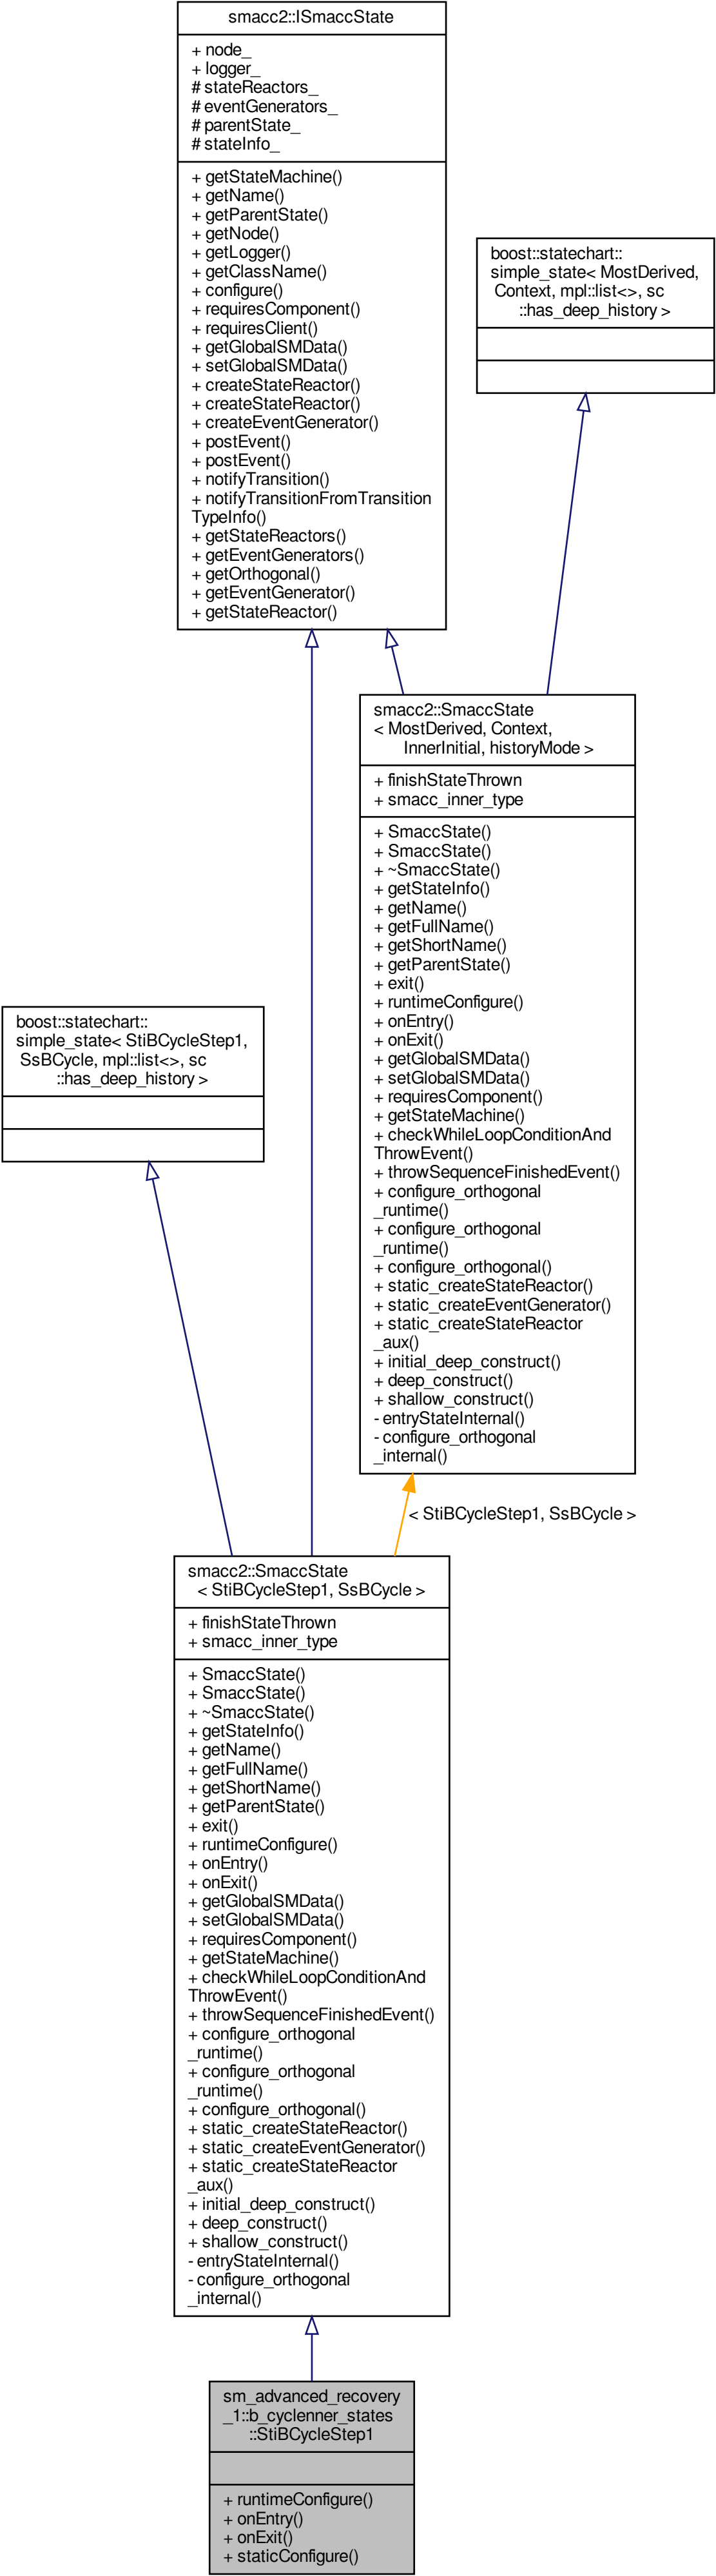 smacc2::ISmaccState
+ node_
+ logger_
# stateReactors_
# eventGenerators_
# parentState_
# stateInfo_
+ getStateMachine()
+ getName()
+ getParentState()
+ getNode()
+ getLogger()
+ getClassName()
+ configure()
+ requiresComponent()
+ requiresClient()
+ getGlobalSMData()
+ setGlobalSMData()
+ createStateReactor()
+ createStateReactor()
+ createEventGenerator()
+ postEvent()
+ postEvent()
+ notifyTransition()
+ notifyTransitionFromTransition
TypeInfo()
+ getStateReactors()
+ getEventGenerators()
+ getOrthogonal()
+ getEventGenerator()
+ getStateReactor()
boost::statechart::
simple_state< MostDerived,
Context, mpl::list<>, sc
::has_deep_history >
smacc2::SmaccState
< MostDerived, Context,
InnerInitial, historyMode >
+ finishStateThrown
+ smacc_inner_type
+ SmaccState()
+ SmaccState()
+ ~SmaccState()
+ getStateInfo()
+ getName()
+ getFullName()
+ getShortName()
+ getParentState()
+ exit()
+ runtimeConfigure()
+ onEntry()
+ onExit()
+ getGlobalSMData()
+ setGlobalSMData()
+ requiresComponent()
+ getStateMachine()
+ checkWhileLoopConditionAnd
ThrowEvent()
+ throwSequenceFinishedEvent()
+ configure_orthogonal
_runtime()
+ configure_orthogonal
_runtime()
+ configure_orthogonal()
+ static_createStateReactor()
+ static_createEventGenerator()
+ static_createStateReactor
_aux()
+ initial_deep_construct()
+ deep_construct()
+ shallow_construct()
- entryStateInternal()
- configure_orthogonal
_internal()
boost::statechart::
simple_state< StiBCycleStep1,
SsBCycle, mpl::list<>, sc
::has_deep_history >
< StiBCycleStep1, SsBCycle >
smacc2::SmaccState
< StiBCycleStep1, SsBCycle >
+ finishStateThrown
+ smacc_inner_type
+ SmaccState()
+ SmaccState()
+ ~SmaccState()
+ getStateInfo()
+ getName()
+ getFullName()
+ getShortName()
+ getParentState()
+ exit()
+ runtimeConfigure()
+ onEntry()
+ onExit()
+ getGlobalSMData()
+ setGlobalSMData()
+ requiresComponent()
+ getStateMachine()
+ checkWhileLoopConditionAnd
ThrowEvent()
+ throwSequenceFinishedEvent()
+ configure_orthogonal
_runtime()
+ configure_orthogonal
_runtime()
+ configure_orthogonal()
+ static_createStateReactor()
+ static_createEventGenerator()
+ static_createStateReactor
_aux()
+ initial_deep_construct()
+ deep_construct()
+ shallow_construct()
- entryStateInternal()
- configure_orthogonal
_internal()
sm_advanced_recovery
_1::b_cyclenner_states
::StiBCycleStep1
+ runtimeConfigure()
+ onEntry()
+ onExit()
+ staticConfigure()